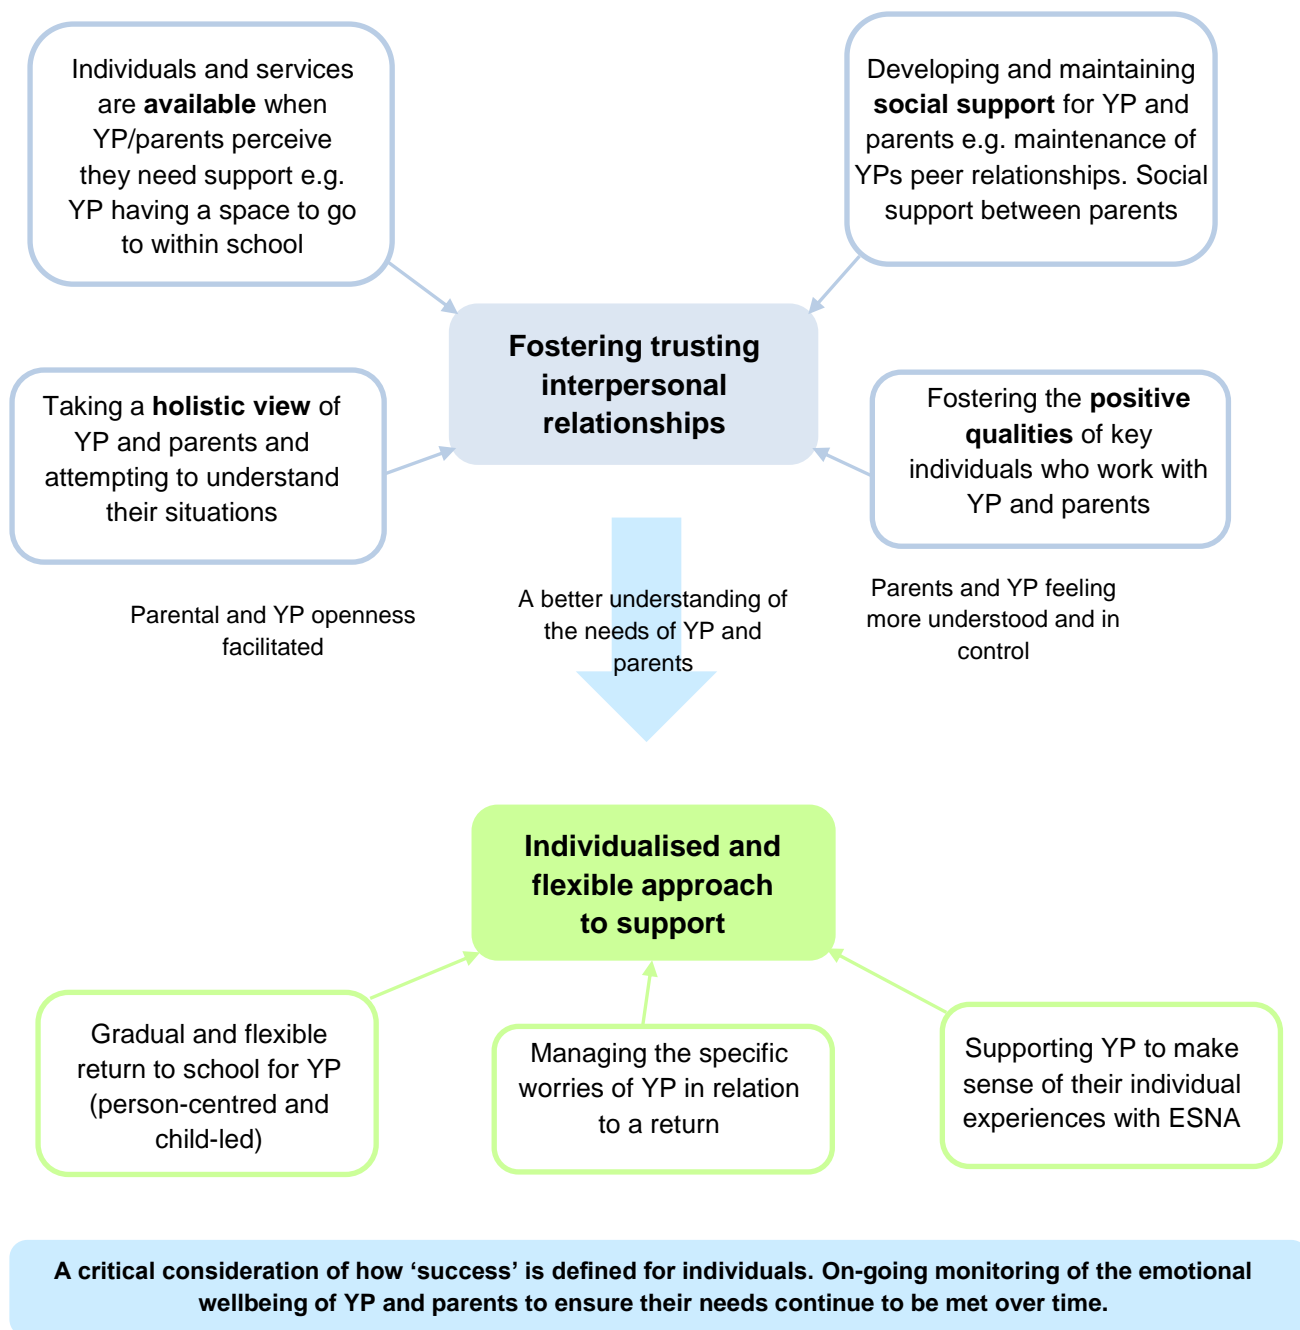 Individuals and services
are available when
YP/parents perceive
they need support e.g.
YP having a space to go
to within school
Developing and maintaining
social support for YP and
parents e.g. maintenance of
YPs peer relationships. Social
support between parents
Fostering trusting
interpersonal
relationships
Taking a holistic view of
YP and parents and
attempting to understand
their situations
Fostering the positive
qualities of key
individuals who work with
YP and parents
Parental and YP openness
facilitated
A better understanding of
the needs of YP and
parents
Parents and YP feeling
more understood and in
control
Individualised and
flexible approach
to support
Gradual and flexible
return to school for YP
(person-centred and
child-led)
Managing the specific
worries of YP in relation
to a return
Supporting YP to make
sense of their individual
experiences with ESNA
A critical consideration of how ‘success’ is defined for individuals. On-going monitoring of the emotional
wellbeing of YP and parents to ensure their needs continue to be met over time.